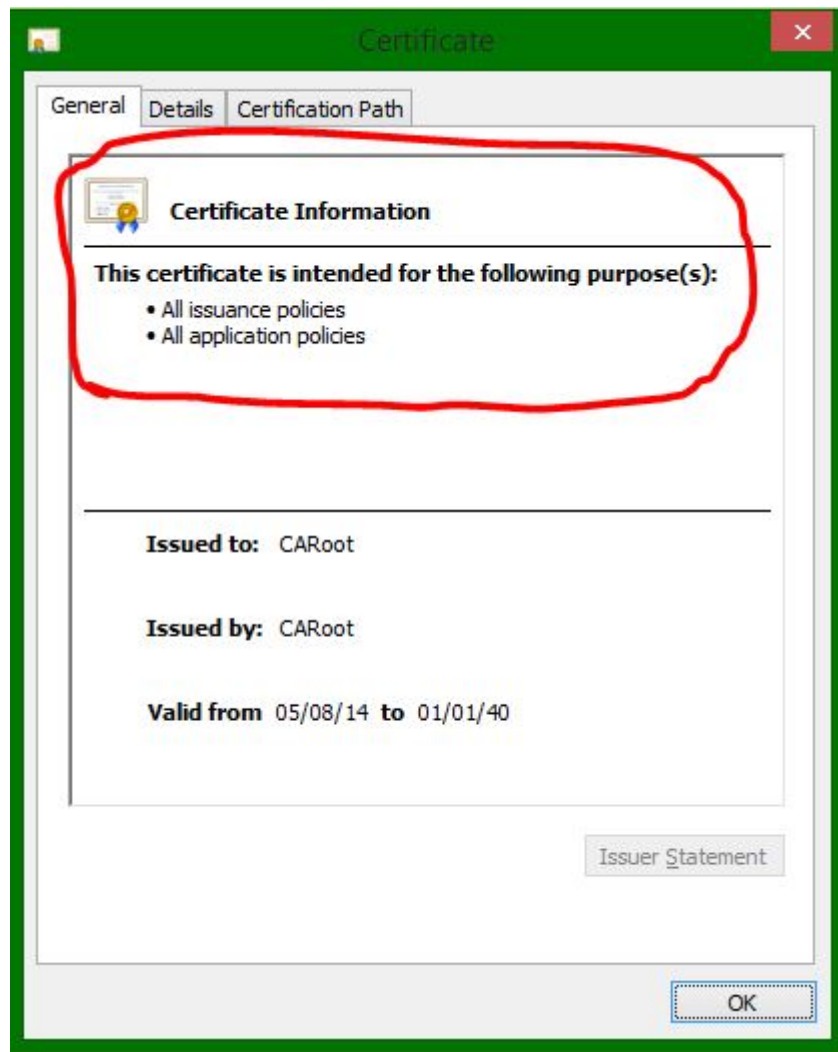 Certificate
General Details Certification Path
Certificate Information
This certificate is intended for the following purpose(s):
• All issuance policies
• All application policies
Issued to: CARoot
Issued by: CARoot
Valid from 05/08/14 to 01/01/40
Issuer Statement
OK